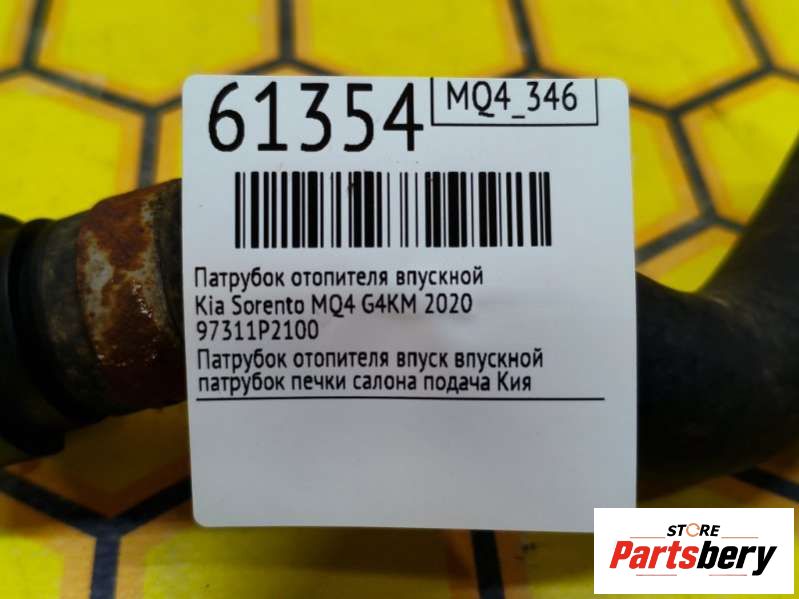 61354
MQ4_346
Патрубок отопителя впускной
Kia Sorento MQ4 G4KM 2020
97311P2100
Патрубок отопителя впуск впускной
патрубок печки салона подача Кия
STORE
Partsbery